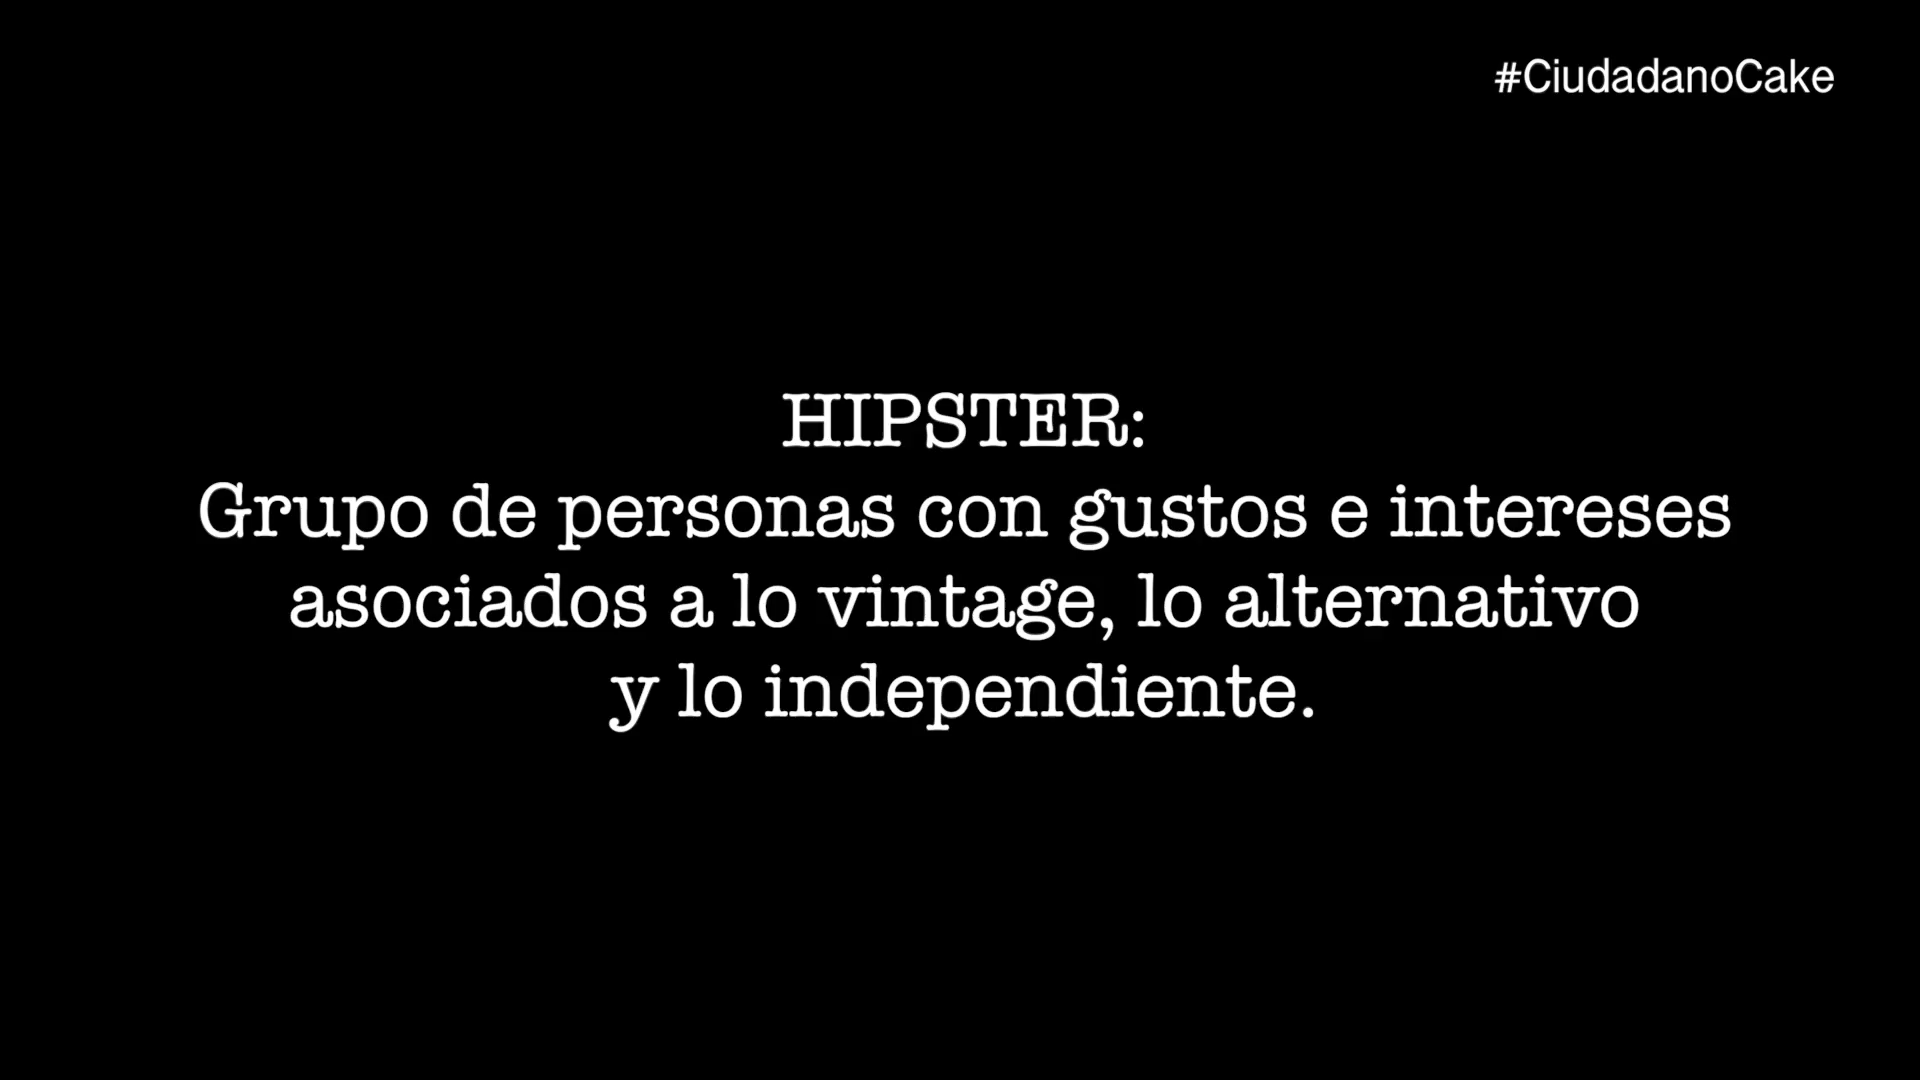 #CiudadanoCake
HIPSTER:
Grupo de personas con gustos e intereses
asociados a lo vintage, lo alternativo
y lo independiente.